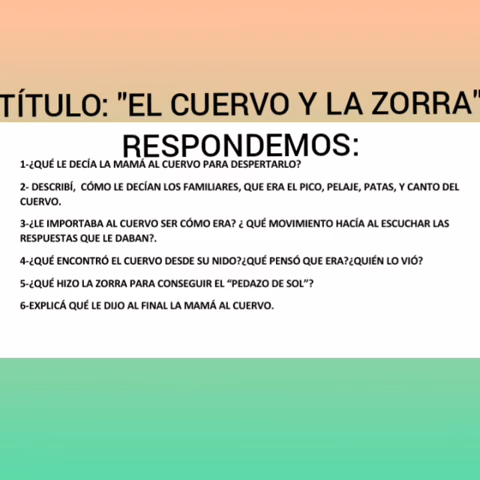 TÍTULO: "EL CUERVO Y LA ZORRA"
RESPONDEMOS:
1-¿QUÉ LE DECÍA LA MAMÁ AL CUERVO PARA DESPERTARLO?
2- DESCRIBÍ, CÓMO LE DECÍAN LOS FAMILIARES, QUE ERA EL PICO, PELAJE, PATAS, Y CANTO DEL
CUERVO.
3-¿LE IMPORTABA AL CUERVO SER CÓMO ERA? ¿ QUÉ MOVIMIENTO HACÍA AL ESCUCHAR LAS
RESPUESTAS QUE LE DABAN?.
4-¿QUÉ ENCONTRÓ EL CUERVO DESDE SU NIDO?¿QUÉ PENSÓ QUE ERA?¿QUIÉN LO VIÓ?
5-¿QUÉ HIZO LA ZORRA PARA CONSEGUIR EL “PEDAZO DE SOL”?
6-EXPLICÁ QUÉ LE DIJO AL FINAL LA MAMÁ AL CUERVO.